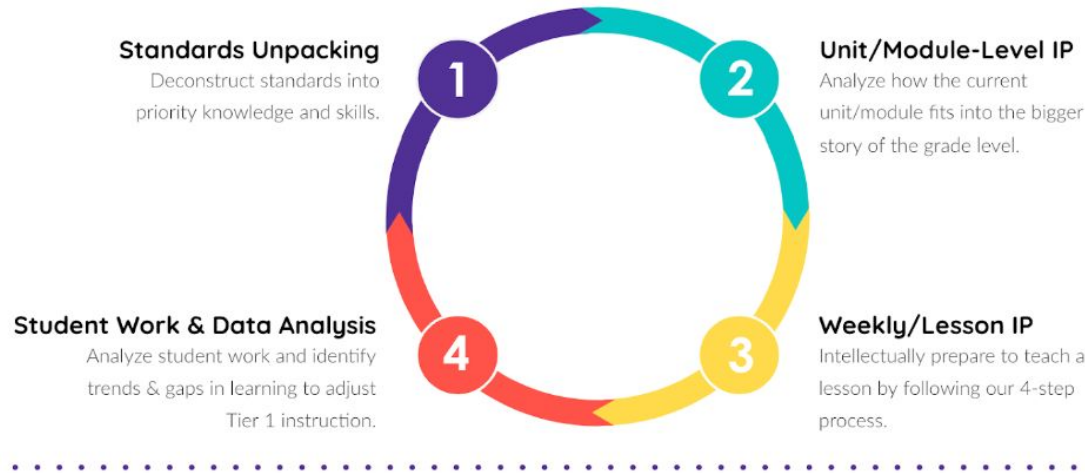 Standards Unpacking
Deconstruct standards into
priority knowledge and skills.
1
2
Unit/Module-Level IP
Analyze how the current
unit/module fits into the bigger
story of the grade level.
Student Work & Data Analysis
Analyze student work and identify
trends & gaps in learning to adjust
Tier 1 instruction.
4
3
Weekly/Lesson IP
Intellectually prepare to teach a
lesson by following our 4-step
process.